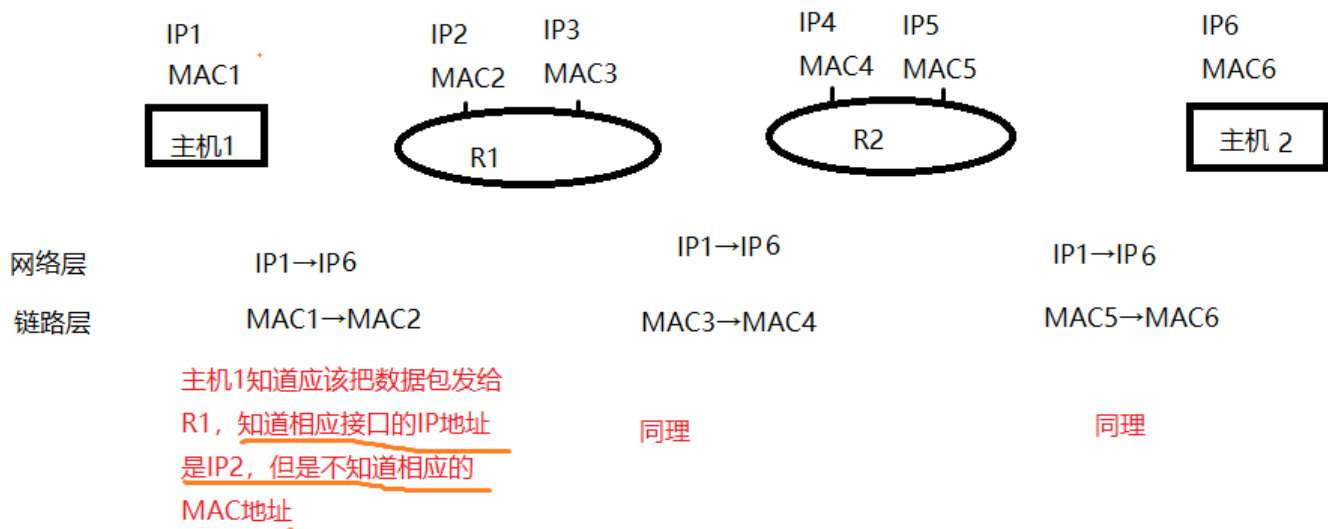 IP1
MAC1
主机1
IP2
MAC2
IP3
MAC3
R1
IP4
MAC4
IP5
MAC5
R2
IP6
MAC6
主机 2
网络层
IP1→IP6
IP1→IP6
IP1→IP6
链路层
MAC1→MAC2
MAC3→MAC4
MAC5→MAC6
主机1知道应该把数据包发给
R1，知道相应接口的IP地址
是IP2，但是不知道相应的
MAC地址
同理
同理